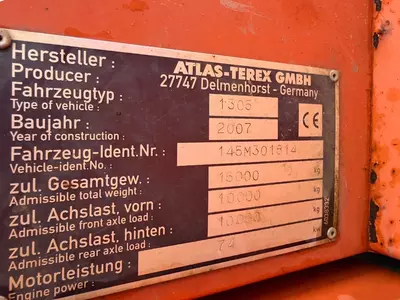 Hersteller :
Producer :
ATLAS-TEREX GMBH
27747 Delmenhorst - Germany
Fahrzeugtyp :
Type of vehicle :
1305
Baujahr :
Year of construction :
2007
CE
Fahrzeug-Ident.Nr. :
Vehicle-ident.No. :
145M301814
zul. Gesamtgew. :
Admissible total weight :
16000 kg
zul. Achslast, vorn :
Admissible front axle load :
10000 kg
zul. Achslast, hinten :
Admissible rear axle load :
10000 kg
Motorleistung :
Engine power :
74 kw